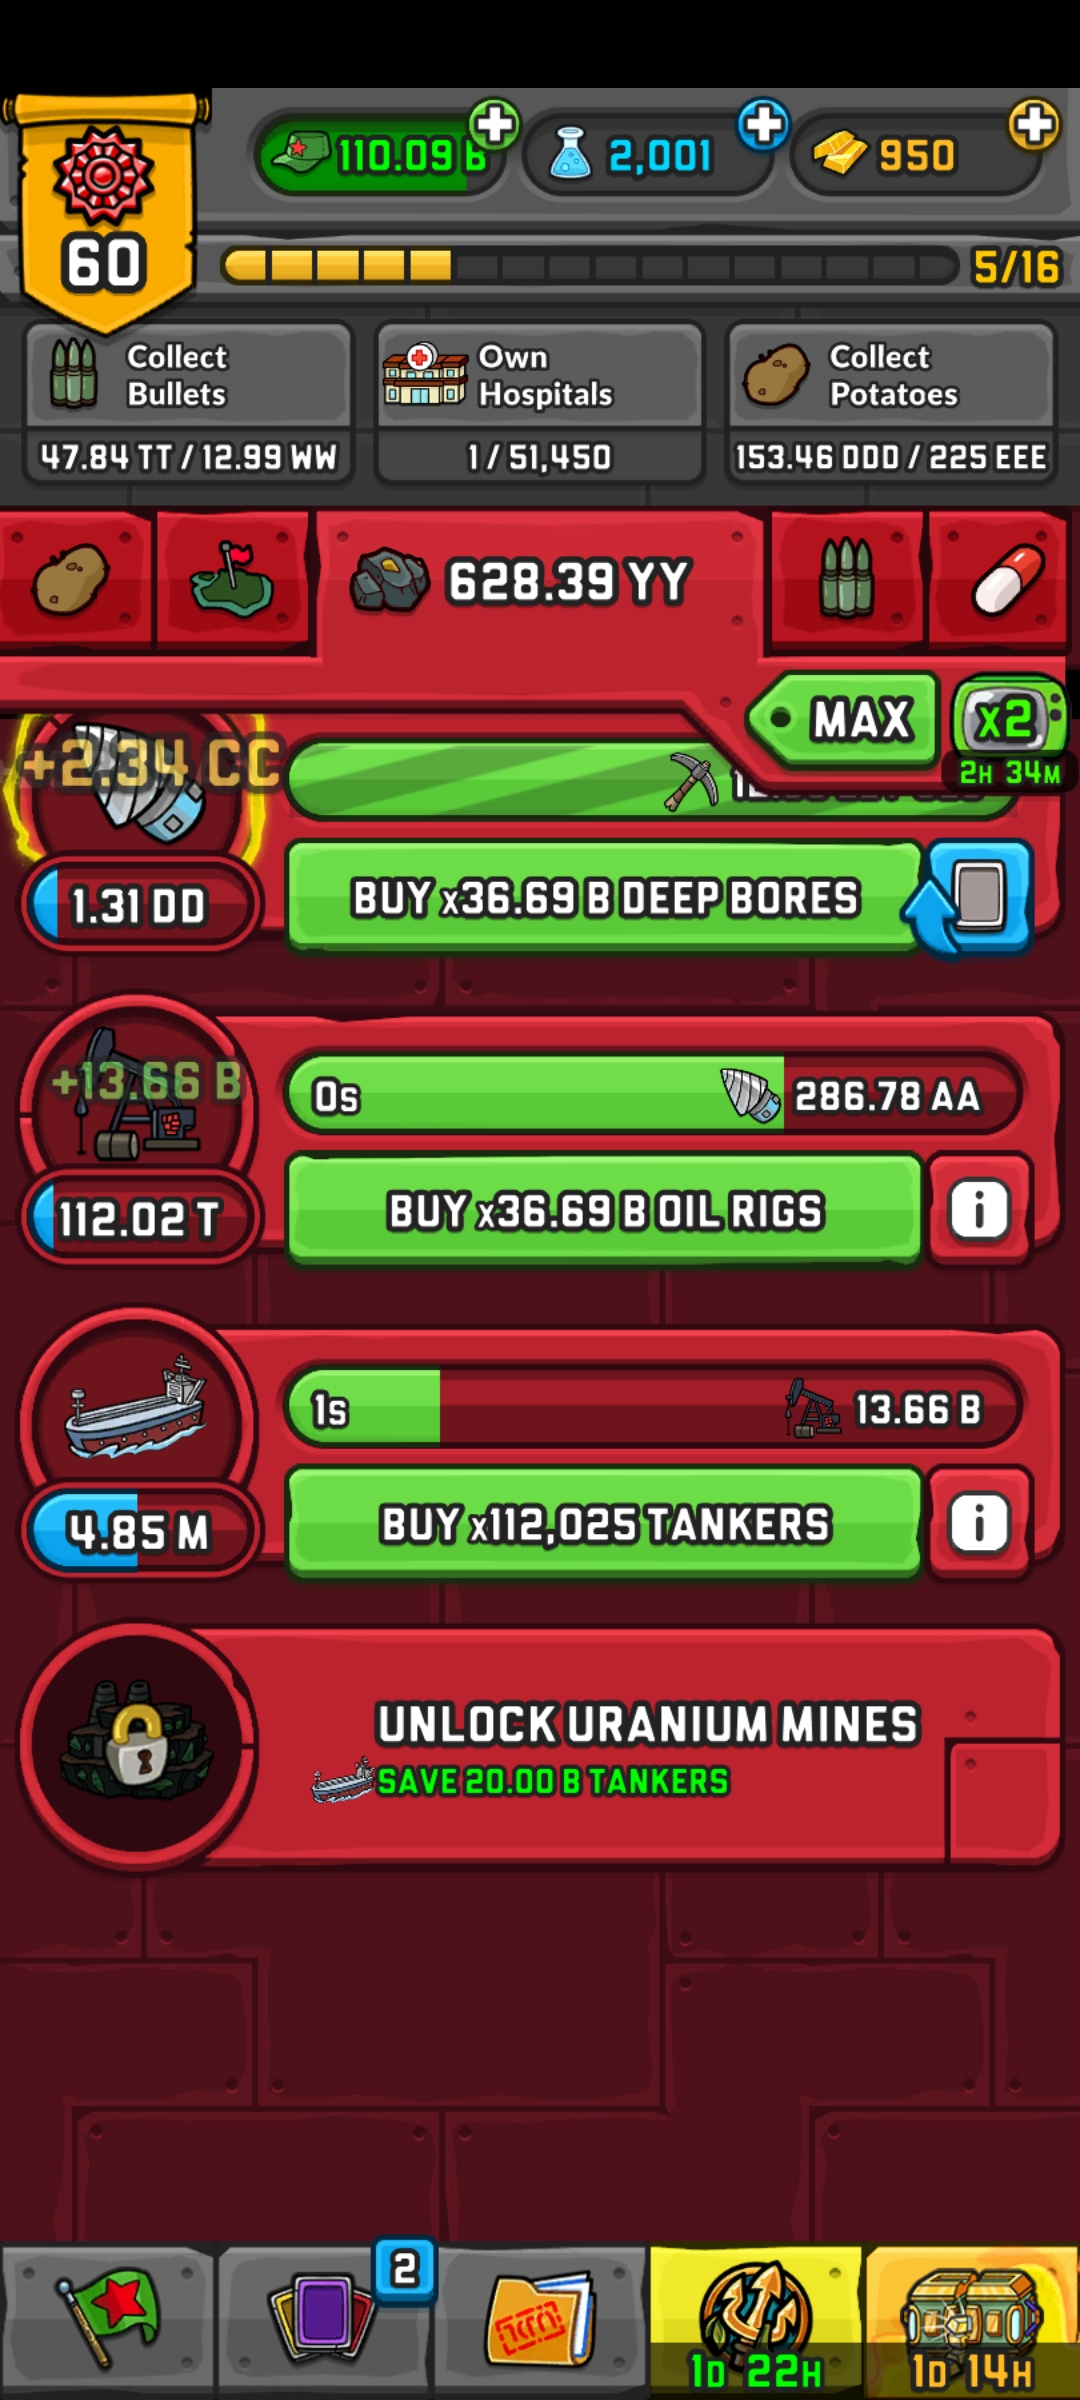 110.09 B
2,001
950
60
5/16
Collect
Bullets
47.84 TT / 12.99 WW
Own
Hospitals
1 / 51,450
Collect
Potatoes
153.46 DDD / 225 EEE
628.39 YY
MAX
x2
2H 34M
+2.34 CC
1.31 DD
BUY x36.69 B DEEP BORES
+13.66 B
0s
286.78 AA
112.02 T
BUY x36.69 B OIL RIGS
i
1s
13.66 B
4.85 M
BUY x112,025 TANKERS
i
UNLOCK URANIUM MINES
SAVE 20.00 B TANKERS
2
1D 22H
1D 14H